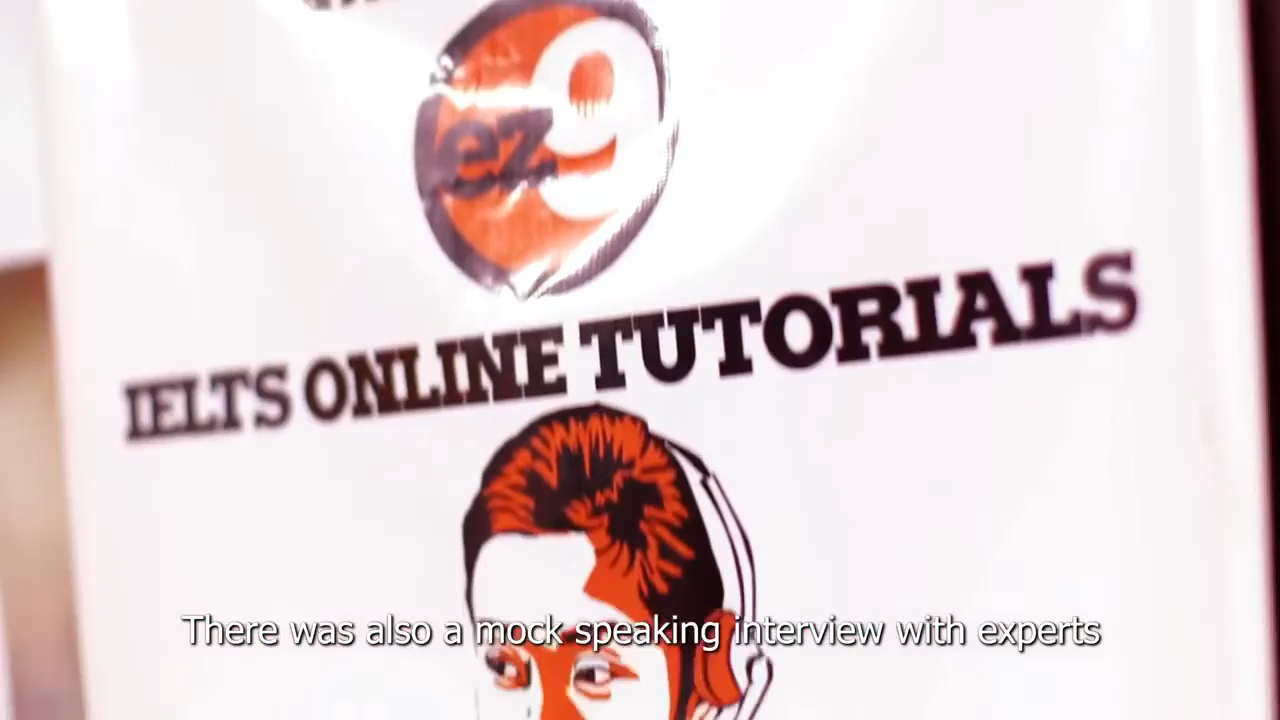 ez9
IELTS ONLINE TUTORIALS
There was also a mock speaking interview with experts